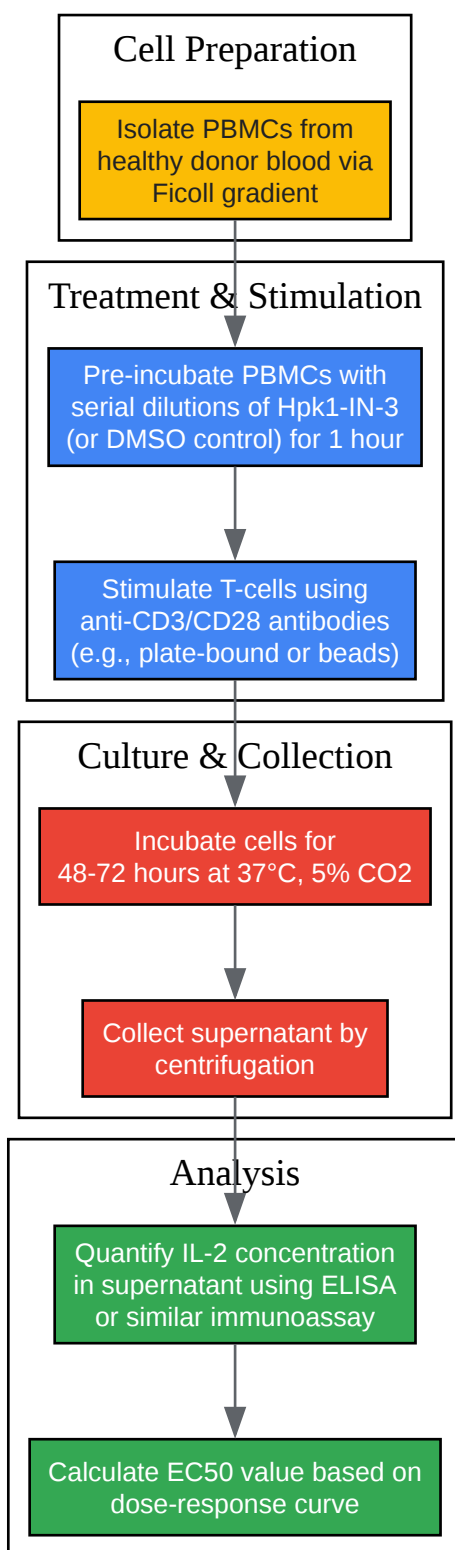 Cell Preparation
Isolate PBMCs from
healthy donor blood via
Ficoll gradient
Treatment & Stimulation
Pre-incubate PBMCs with
serial dilutions of Hpk1-IN-3
(or DMSO control) for 1 hour
Stimulate T-cells using
anti-CD3/CD28 antibodies
(e.g., plate-bound or beads)
Culture & Collection
Incubate cells for
48-72 hours at 37°C, 5% CO2
Collect supernatant by
centrifugation
Analysis
Quantify IL-2 concentration
in supernatant using ELISA
or similar immunoassay
Calculate EC50 value based on
dose-response curve